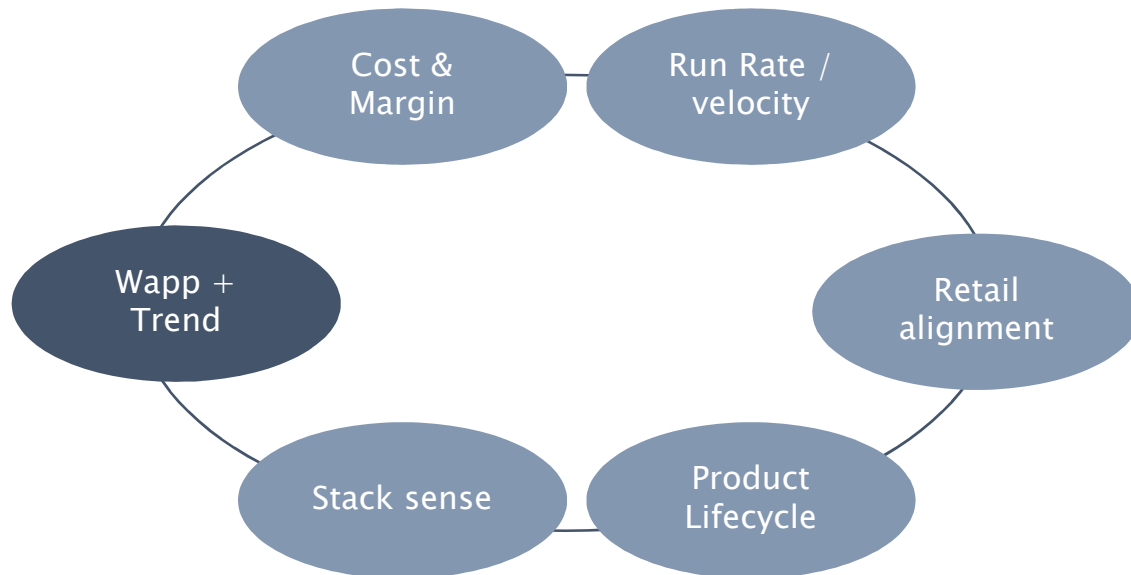 Cost &
Margin
Run Rate /
velocity
Wapp +
Trend
Retail
alignment
Stack sense
Product
Lifecycle